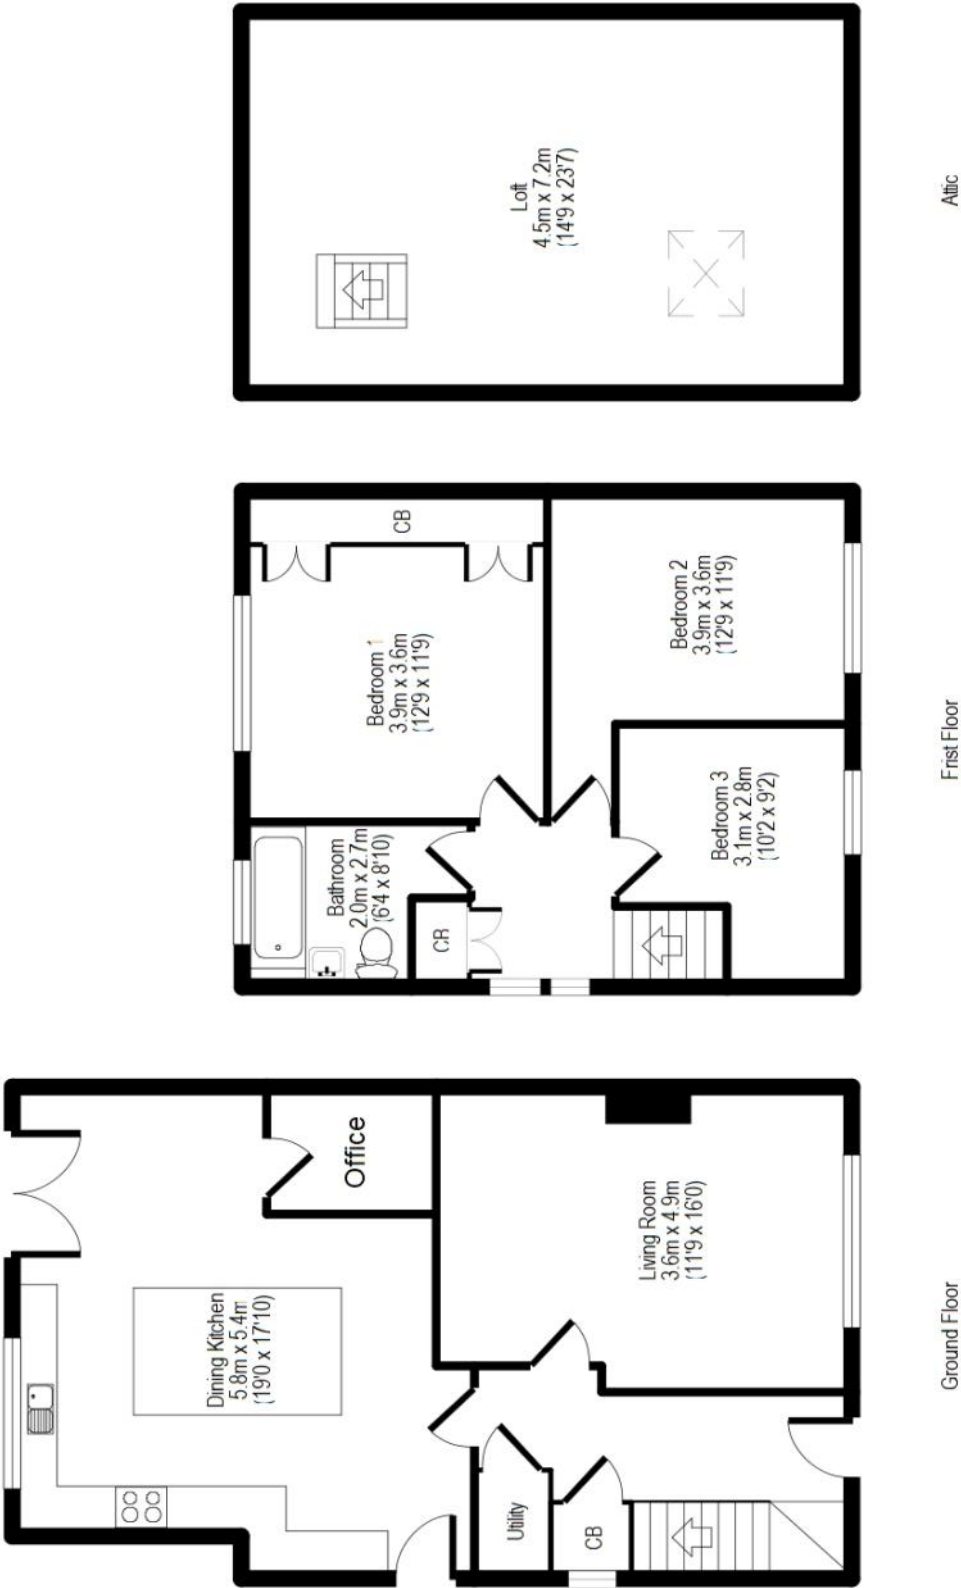 Office
Dining Kitchen
5.8m x 5.4m
(19'0 x 17'10)
Utility
CB
Living Room
3.6m x 4.9m
(11'9 x 16'0)
Ground Floor
Bathroom
2.0m x 2.7m
(6'4 x 8'10)
CB
Bedroom 1
3.9m x 3.6m
(12'9 x 11'9)
CB
Bedroom 2
3.9m x 3.6m
(12'9 x 11'9)
Bedroom 3
3.1m x 2.8m
(10'2 x 9'2)
Frist Floor
Loft
4.5m x 7.2m
(14'9 x 23'7)
Attic